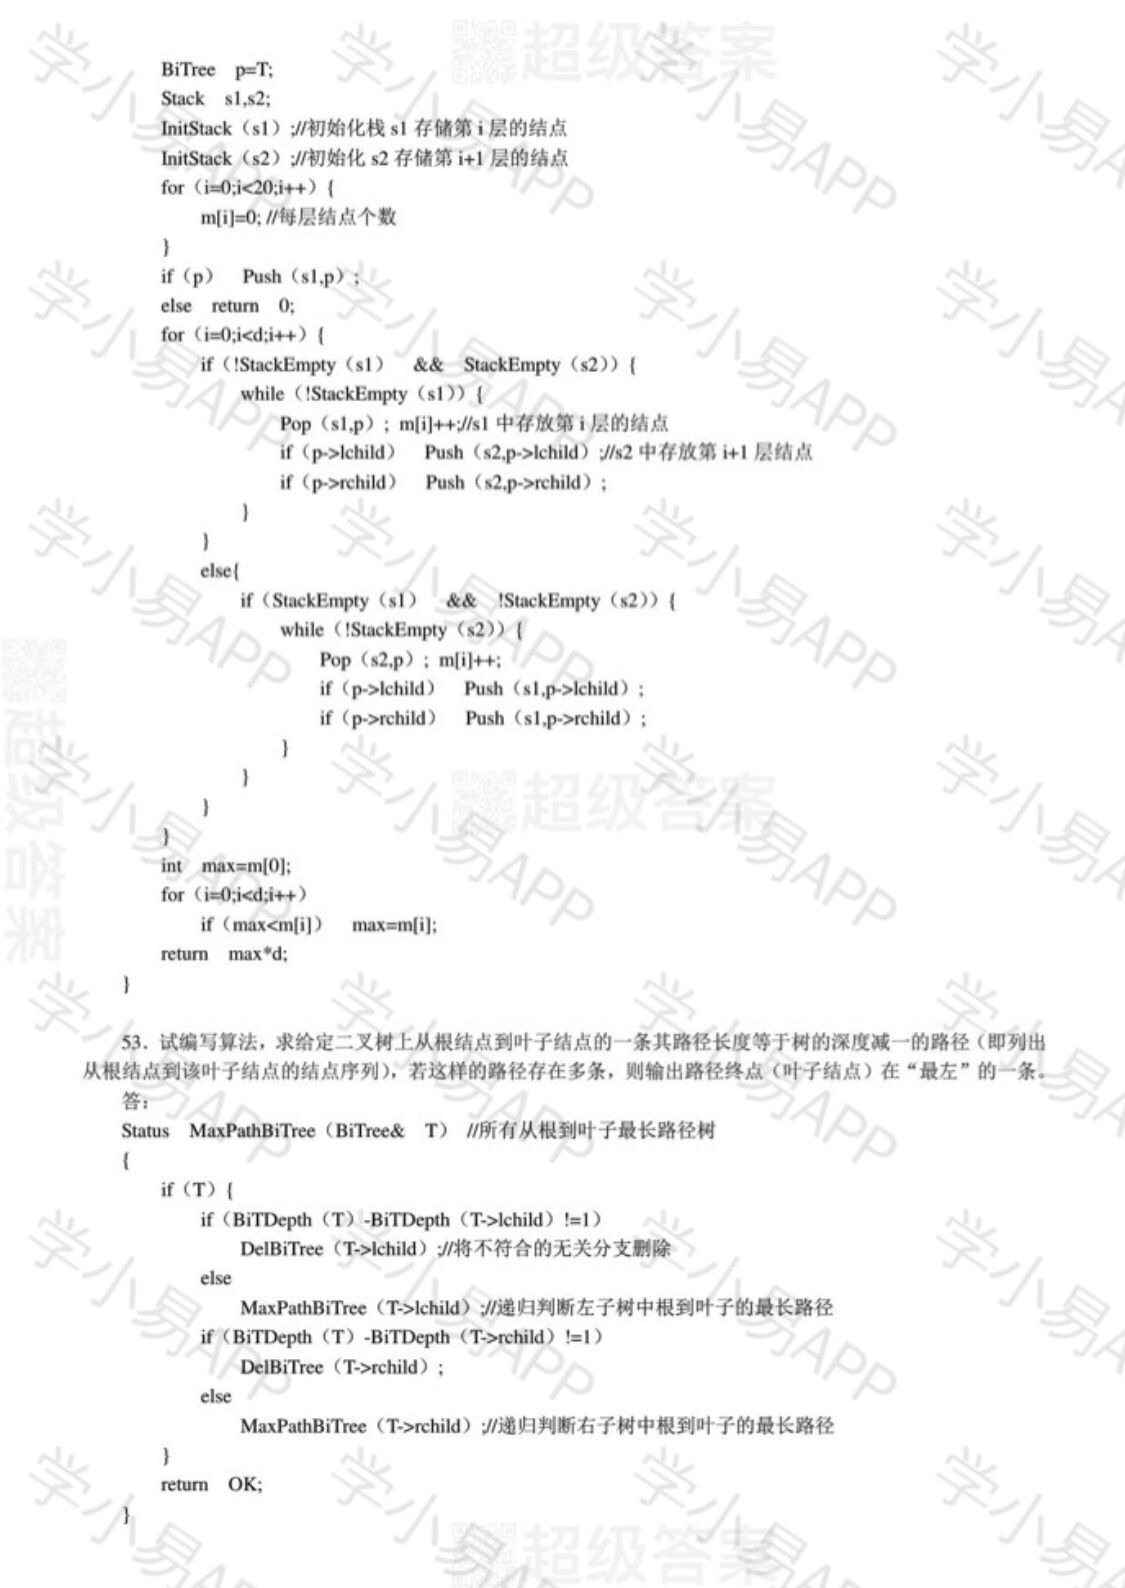 BiTree p=T;
Stack s1,s2;
InitStack（s1）;//初始化栈 s1 存储第 i 层的结点
InitStack（s2）;//初始化 s2 存储第 i+1 层的结点
for（i=0;i<20;i++）{
m[i]=0; //每层结点个数
}
if（p） Push（s1,p）;
else return 0;
for（i=0;i<d;i++）{
if（!StackEmpty（s1） && StackEmpty（s2））{
while（!StackEmpty（s1））{
Pop（s1,p）; m[i]++;//s1 中存放第 i 层的结点
if（p->lchild） Push（s2,p->lchild）;//s2 中存放第 i+1 层结点
if（p->rchild） Push（s2,p->rchild）;
}
}
else{
if（StackEmpty（s1） && !StackEmpty（s2））{
while（!StackEmpty（s2））{
Pop（s2,p）; m[i]++;
if（p->lchild） Push（s1,p->lchild）;
if（p->rchild） Push（s1,p->rchild）;
}
}
}
}
int max=m[0];
for（i=0;i<d;i++）
if（max<m[i]） max=m[i];
return max*d;
}
53．试编写算法，求给定二叉树上从根结点到叶子结点的一条其路径长度等于树的深度减一的路径（即列出
从根结点到该叶子结点的结点序列），若这样的路径存在多条，则输出路径终点（叶子结点）在“最左”的一条。
答：
Status MaxPathBiTree（BiTree& T） //所有从根到叶子最长路径树
{
if（T）{
if（BiTDepth（T）-BiTDepth（T->lchild）!=1）
DelBiTree（T->lchild）;//将不符合的无关分支删除
else
MaxPathBiTree（T->lchild）;//递归判断左子树中根到叶子的最长路径
if（BiTDepth（T）-BiTDepth（T->rchild）!=1）
DelBiTree（T->rchild）;
else
MaxPathBiTree（T->rchild）;//递归判断右子树中根到叶子的最长路径
}
return OK;
}
学小易APP
超级答案